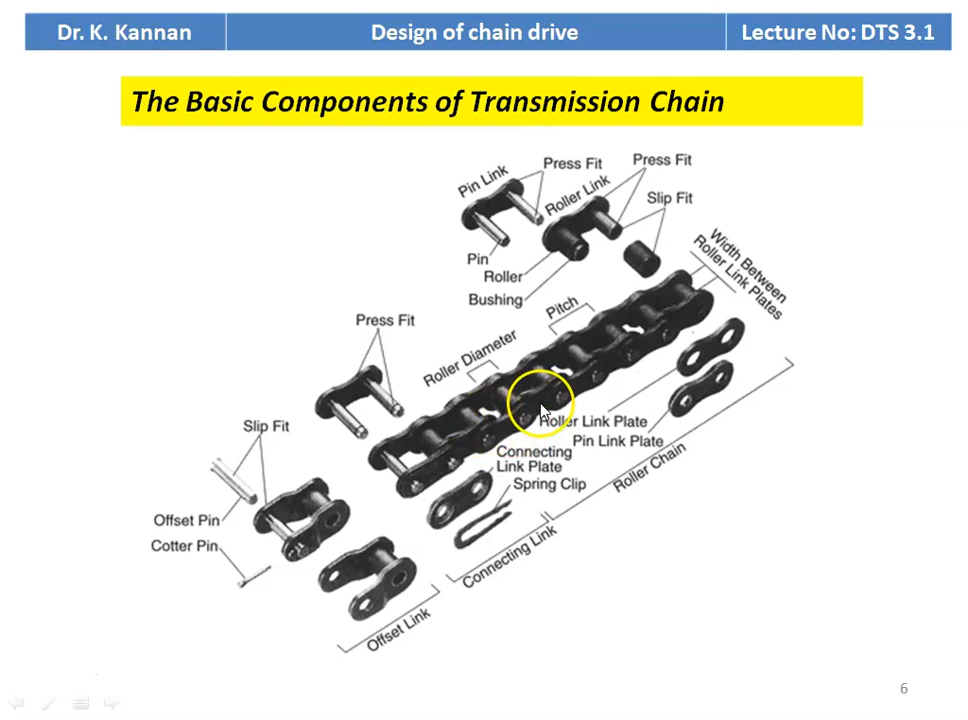 Dr. K. Kannan
Design of chain drive
Lecture No: DTS 3.1
The Basic Components of Transmission Chain
Pin Link
Press Fit
Roller Link
Press Fit
Slip Fit
Pin
Roller
Bushing
Width Between
Roller Link Plates
Pitch
Press Fit
Roller Diameter
Roller Link Plate
Pin Link Plate
Roller Chain
Slip Fit
Connecting
Link Plate
Spring Clip
Offset Pin
Cotter Pin
Connecting Link
Offset Link
6